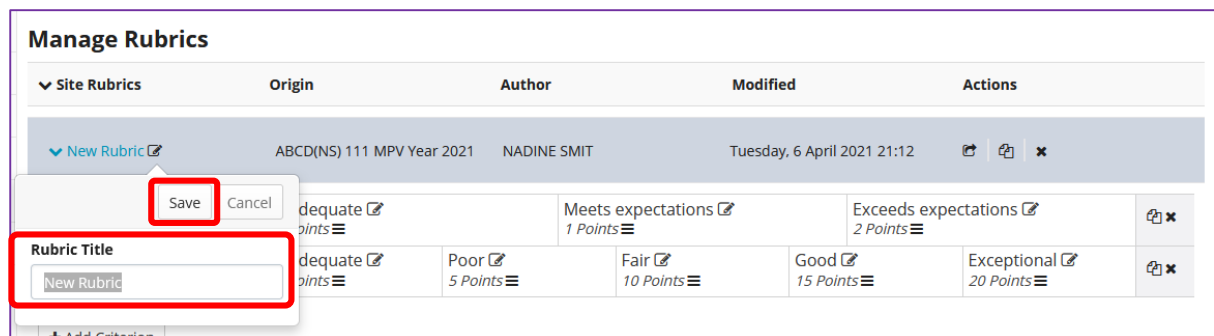 Manage Rubrics
Site Rubrics Origin Author Modified Actions
New Rubric ABCD(NS) 111 MPV Year 2021 NADINE SMIT Tuesday, 6 April 2021 21:12
Save Cancel
dequate Meets expectations Exceeds expectations
oints 1 Points 2 Points
Rubric Title
dequate Poor Fair Good Exceptional
oints 5 Points 10 Points 15 Points 20 Points
New Rubric
Add Criterion